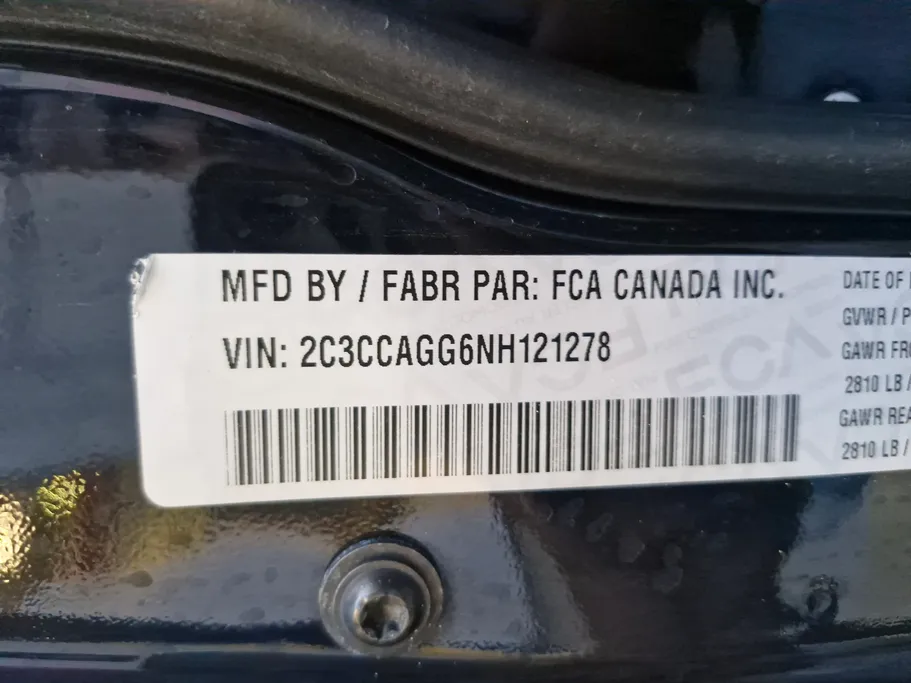 MFD BY / FABR PAR: FCA CANADA INC.
VIN: 2C3CCAGG6NH121278
DATE OF
GVWR / P
GAWR FR
2810 LB /
GAWR REA
2810 LB /